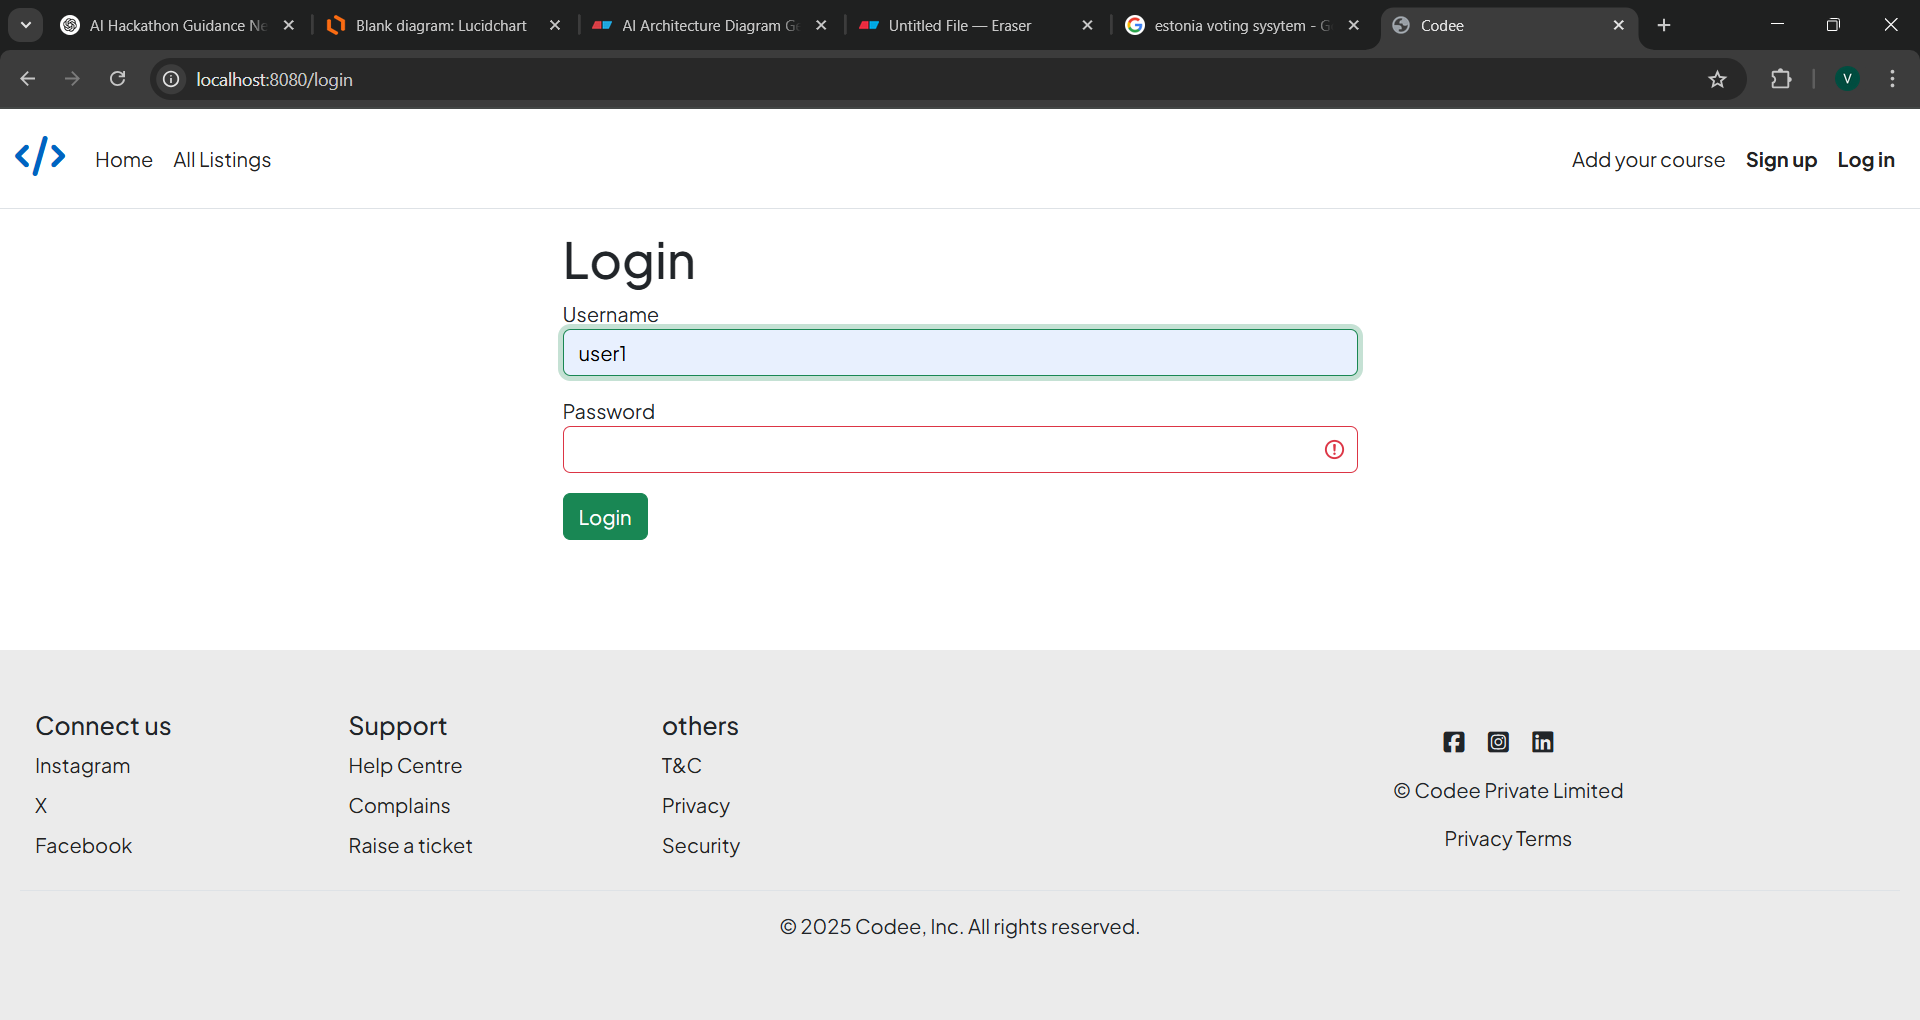 AI Hackathon Guidance Ne
Blank diagram: Lucidchart
AI Architecture Diagram Ge
Untitled File — Eraser
estonia voting sysytem - G
Codee
localhost:8080/login
V
</>
Home
All Listings
Add your course
Sign up
Log in
Login
Username
user1
Password
Login
Connect us
Instagram
X
Facebook
Support
Help Centre
Complains
Raise a ticket
others
T&C
Privacy
Security
© Codee Private Limited
Privacy Terms
© 2025 Codee, Inc. All rights reserved.